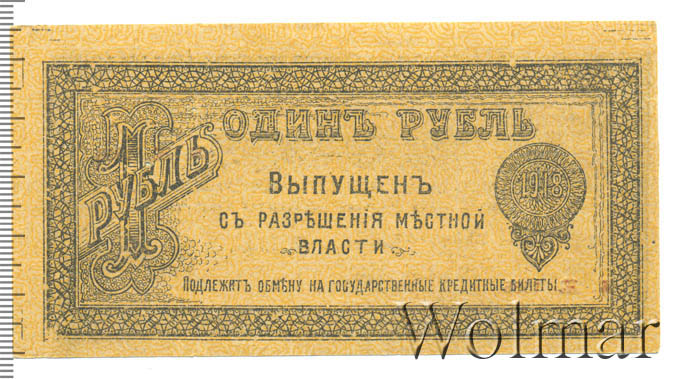 ОДИНЪ РУБЛЬ
1
РУБЛЬ
ВЫПУЩЕНЪ
СЪ РАЗРѢШЕНІЯ МѢСТНОЙ
ВЛАСТИ
1918
ПОДЛЕЖИТЪ ОБМѢНУ НА ГОСУДАРСТВЕННЫЕ КРЕДИТНЫЕ БИЛЕТЫ
Wolmar